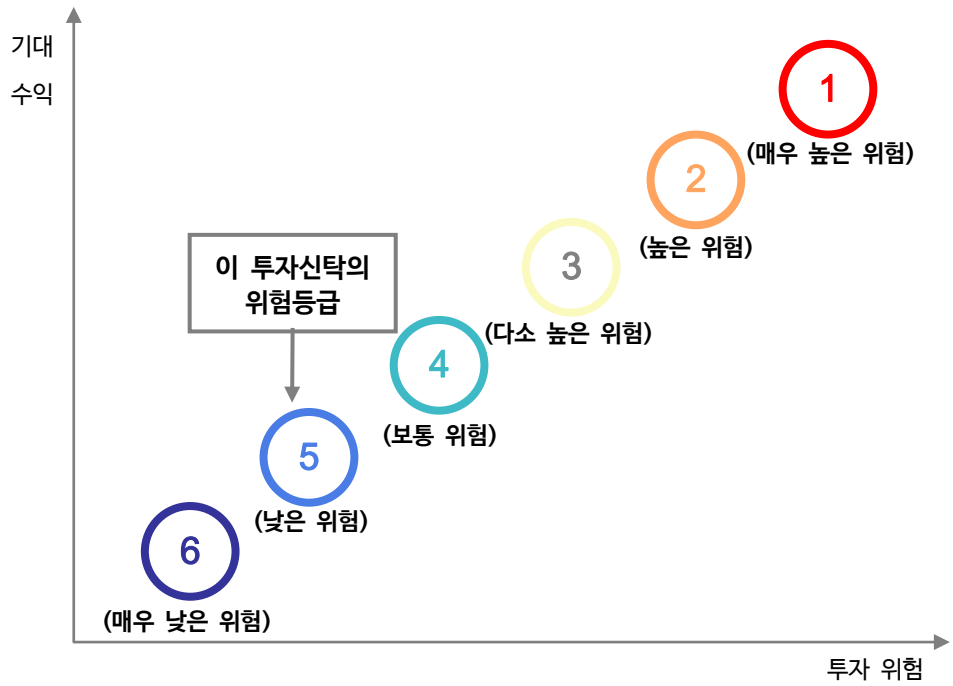 기대
수익
1
(매우 높은 위험)
2
(높은 위험)
이 투자신탁의
위험등급
3
(다소 높은 위험)
4
(보통 위험)
5
(낮은 위험)
6
(매우 낮은 위험)
투자 위험